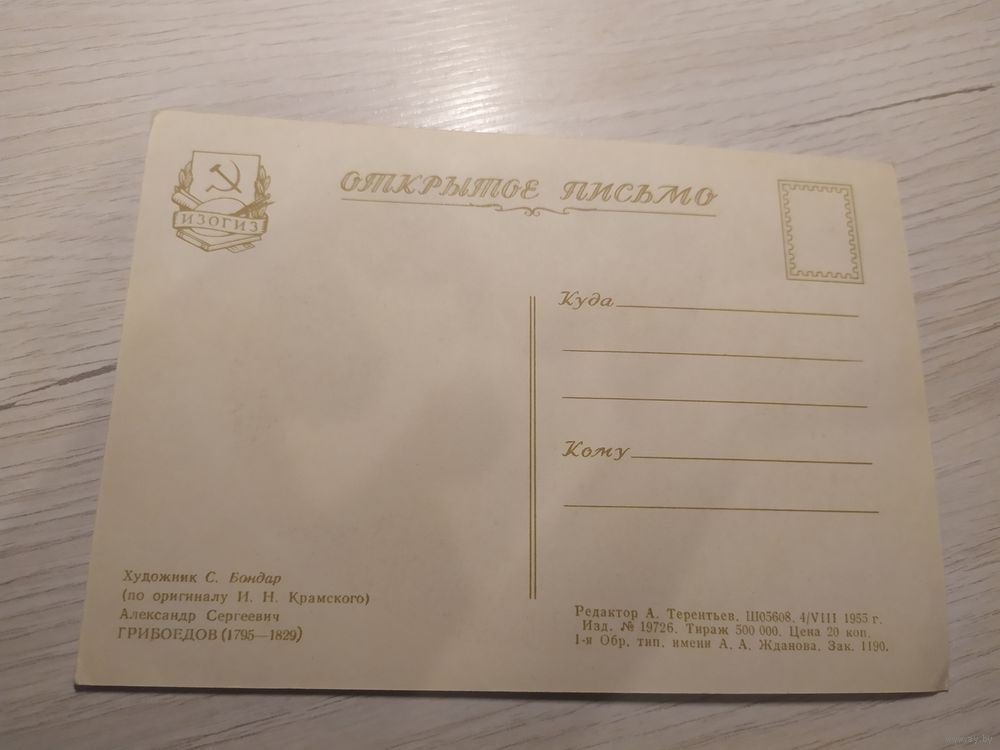 ИЗОГИЗ
ОТКРЫТОЕ ПИСЬМО
Куда
Кому
Художник С. Бондар
(по оригиналу И. Н. Крамского)
Александр Сергеевич
ГРИБОЕДОВ (1795—1829)
Редактор А. Терентьев. Ш05608. 4/VIII 1955 г.
Изд. № 19726. Тираж 500 000. Цена 20 коп.
1-я Обр. тип. имени А. А. Жданова. Зак. 1190.